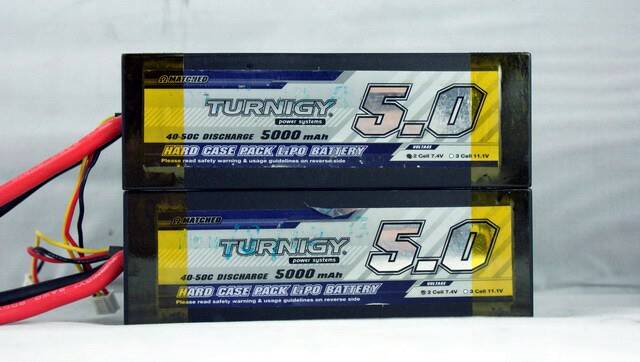 Ω MATCHED
TURNIGY
power systems
5.0
40-50C DISCHARGE 5000 mAh
HARD CASE PACK LiPO BATTERY
Please read safety warning & usage guidelines on reverse side
VOLTAGE
2 Cell 7.4V 3 Cell 11.1V
Ω MATCHED
TURNIGY
power systems
5.0
40-50C DISCHARGE 5000 mAh
HARD CASE PACK LiPO BATTERY
Please read safety warning & usage guidelines on reverse side
VOLTAGE
2 Cell 7.4V 3 Cell 11.1V